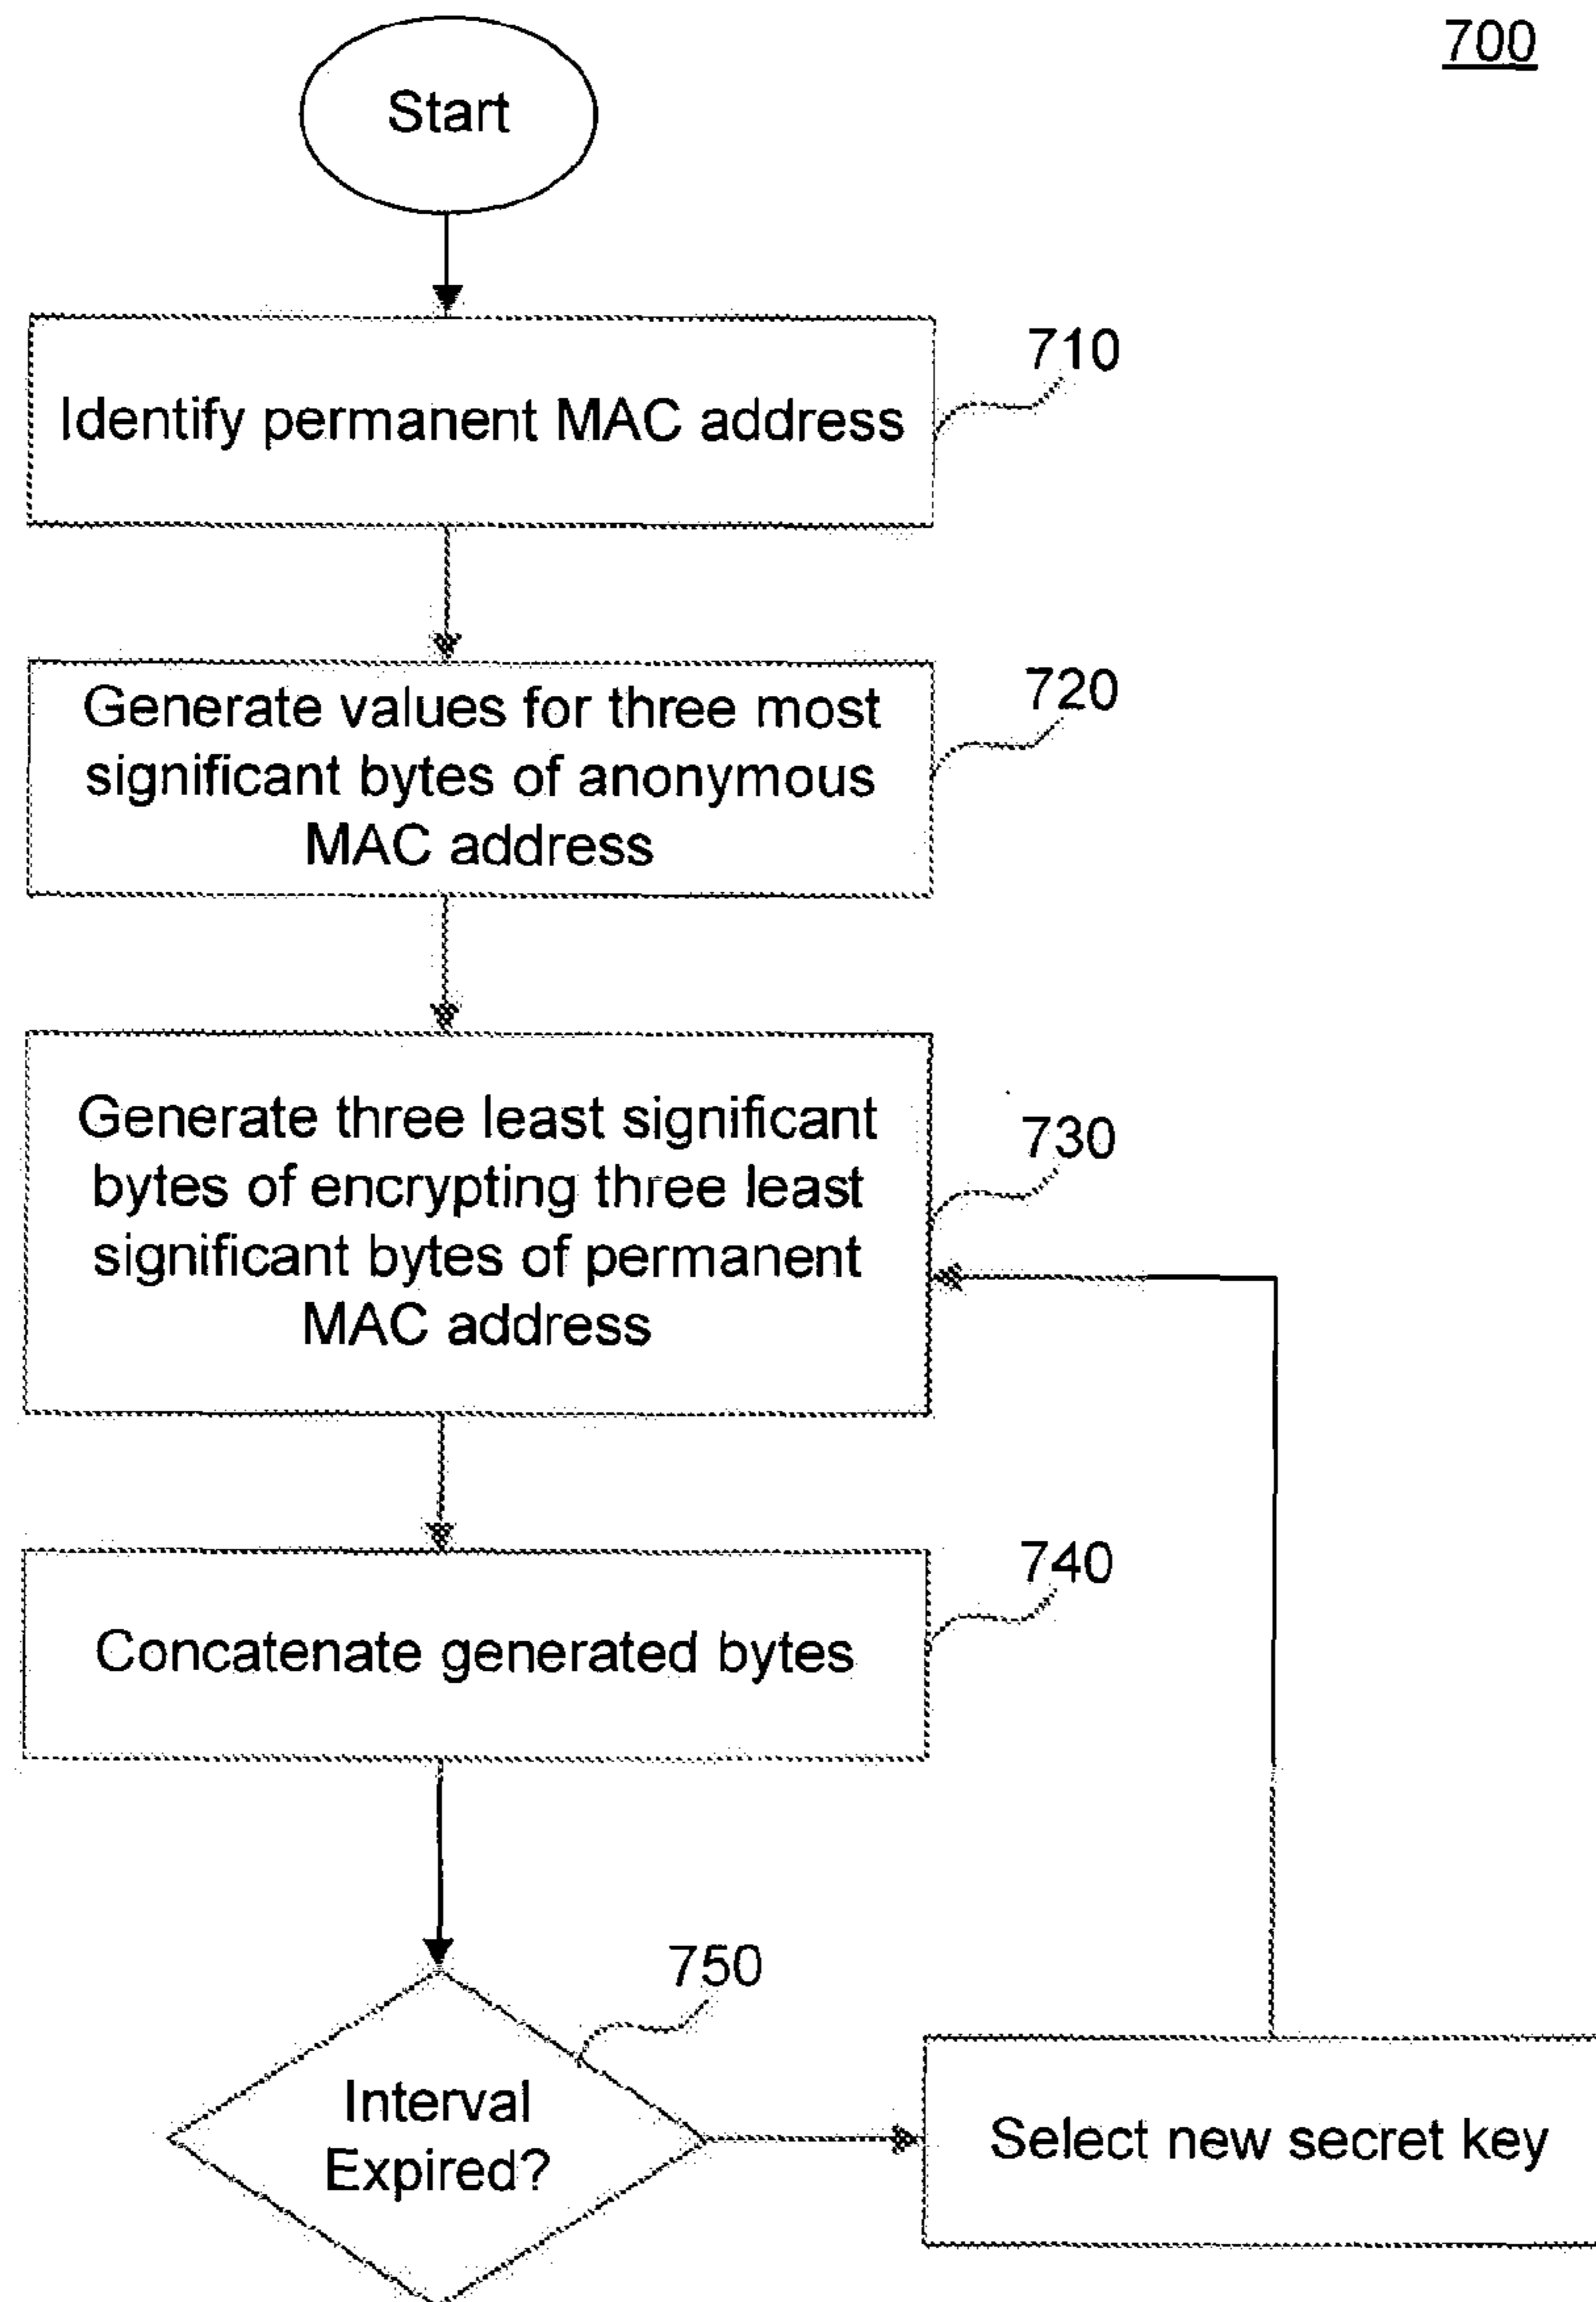 700
Start
Identify permanent MAC address
710
Generate values for three most
significant bytes of anonymous
MAC address
720
Generate three least significant
bytes of encrypting three least
significant bytes of permanent
MAC address
730
Concatenate generated bytes
740
750
Interval
Expired?
Select new secret key